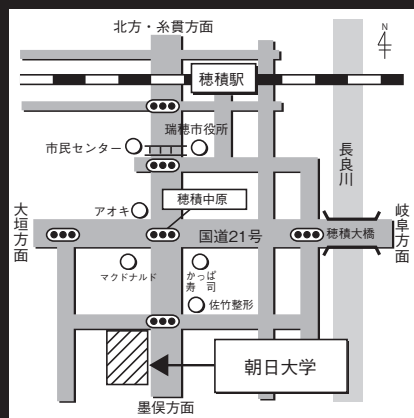 北方・糸貫方面
N
穂積駅
瑞穂市役所
市民センター
長良川
穂積中原
アオキ
大垣方面
国道21号
穂積大橋
岐阜方面
マクドナルド
かっぱ
寿司
佐竹整形
朝日大学
墨俣方面